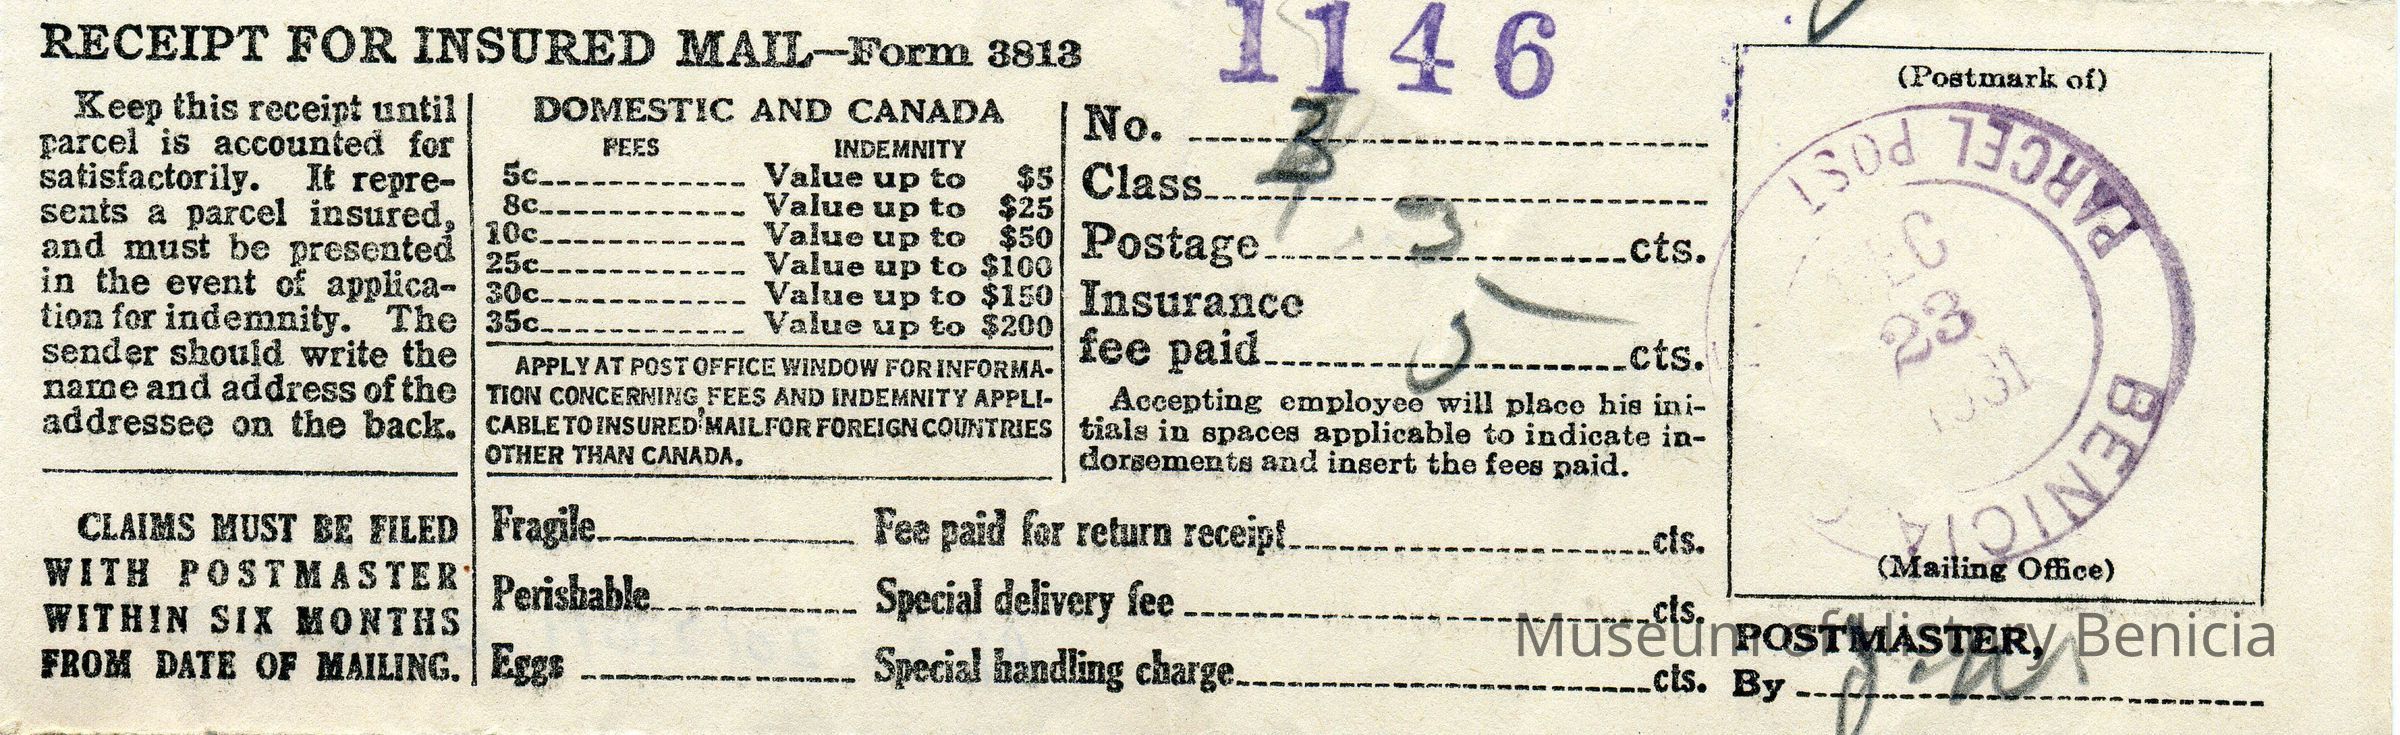 RECEIPT FOR INSURED MAIL—Form 3813
1146
Keep this receipt until
parcel is accounted for
satisfactorily. It repre-
sents a parcel insured,
and must be presented
in the event of applica-
tion for indemnity. The
sender should write the
name and address of the
addressee on the back.
CLAIMS MUST BE FILED
WITH POSTMASTER
WITHIN SIX MONTHS
FROM DATE OF MAILING.
DOMESTIC AND CANADA
FEES INDEMNITY
5c Value up to $5
8c Value up to $25
10c Value up to $50
25c Value up to $100
30c Value up to $150
35c Value up to $200
APPLY AT POST OFFICE WINDOW FOR INFORMA-
TION CONCERNING FEES AND INDEMNITY APPLI-
CABLE TO INSURED MAIL FOR FOREIGN COUNTRIES
OTHER THAN CANADA.
No.
Class 3
Postage 3 cts.
Insurance
fee paid 5 cts.
Accepting employee will place his ini-
tials in spaces applicable to indicate in-
dorsements and insert the fees paid.
Fragile Fee paid for return receipt cts.
Perishable Special delivery fee cts.
Eggs Special handling charge cts.
(Postmark of)
PARCEL POST
DEC
23
1931
BENICIA
(Mailing Office)
POSTMASTER,
By
Museum of History Benicia